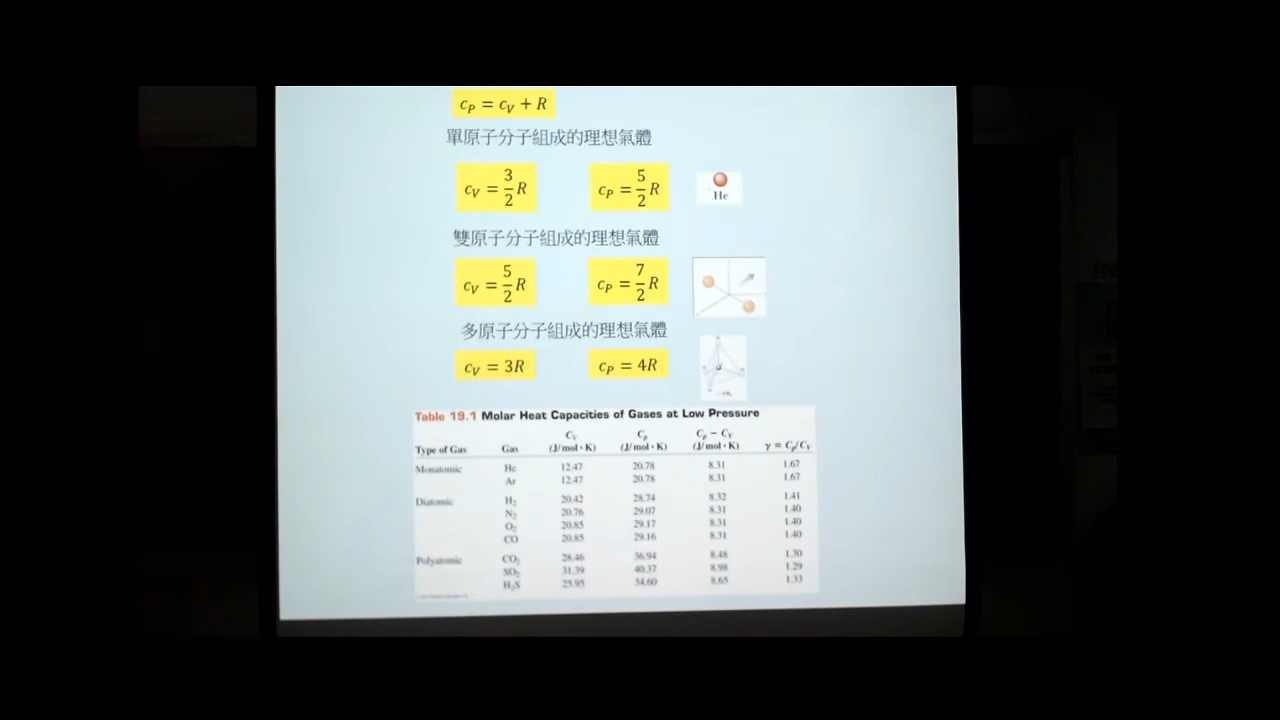 c_P = c_V + R
單原子分子組成的理想氣體
c_V = 3/2 R c_P = 5/2 R He
雙原子分子組成的理想氣體
c_V = 5/2 R c_P = 7/2 R
多原子分子組成的理想氣體
c_V = 3R c_P = 4R
Table 19.1 Molar Heat Capacities of Gases at Low Pressure
Type of Gas Gas C_V (J/mol · K) C_p (J/mol · K) C_p − C_V (J/mol · K) γ = C_p/C_V
Monatomic He 12.47 20.78 8.31 1.67
Ar 12.47 20.78 8.31 1.67
Diatomic H₂ 20.42 28.74 8.32 1.41
N₂ 20.76 29.07 8.31 1.40
O₂ 20.85 29.17 8.31 1.40
CO 20.85 29.16 8.31 1.40
Polyatomic CO₂ 28.46 36.94 8.48 1.30
SO₂ 31.39 40.37 8.98 1.29
H₂S 25.95 34.60 8.65 1.33